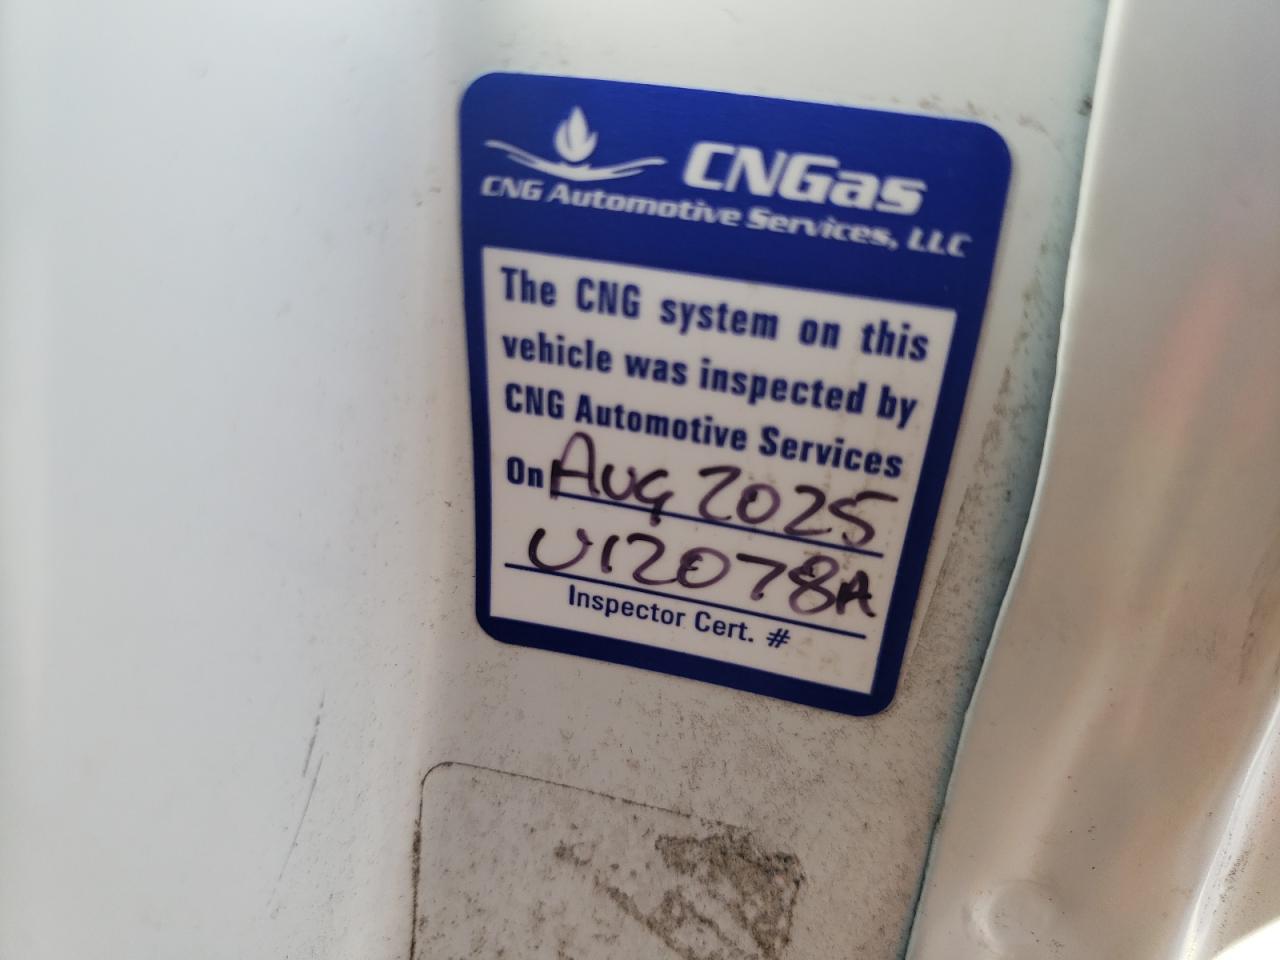 CNGas
CNG Automotive Services, LLC
The CNG system on this
vehicle was inspected by
CNG Automotive Services
On Aug 2025
U12078A
Inspector Cert. #